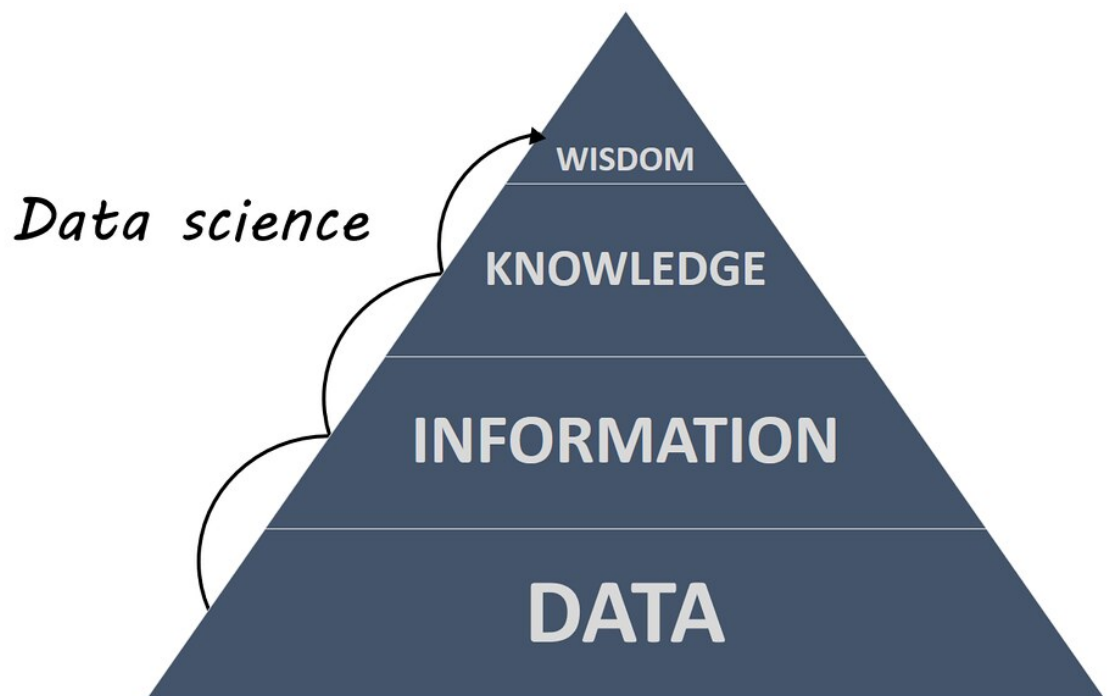 WISDOM
Data science
KNOWLEDGE
INFORMATION
DATA